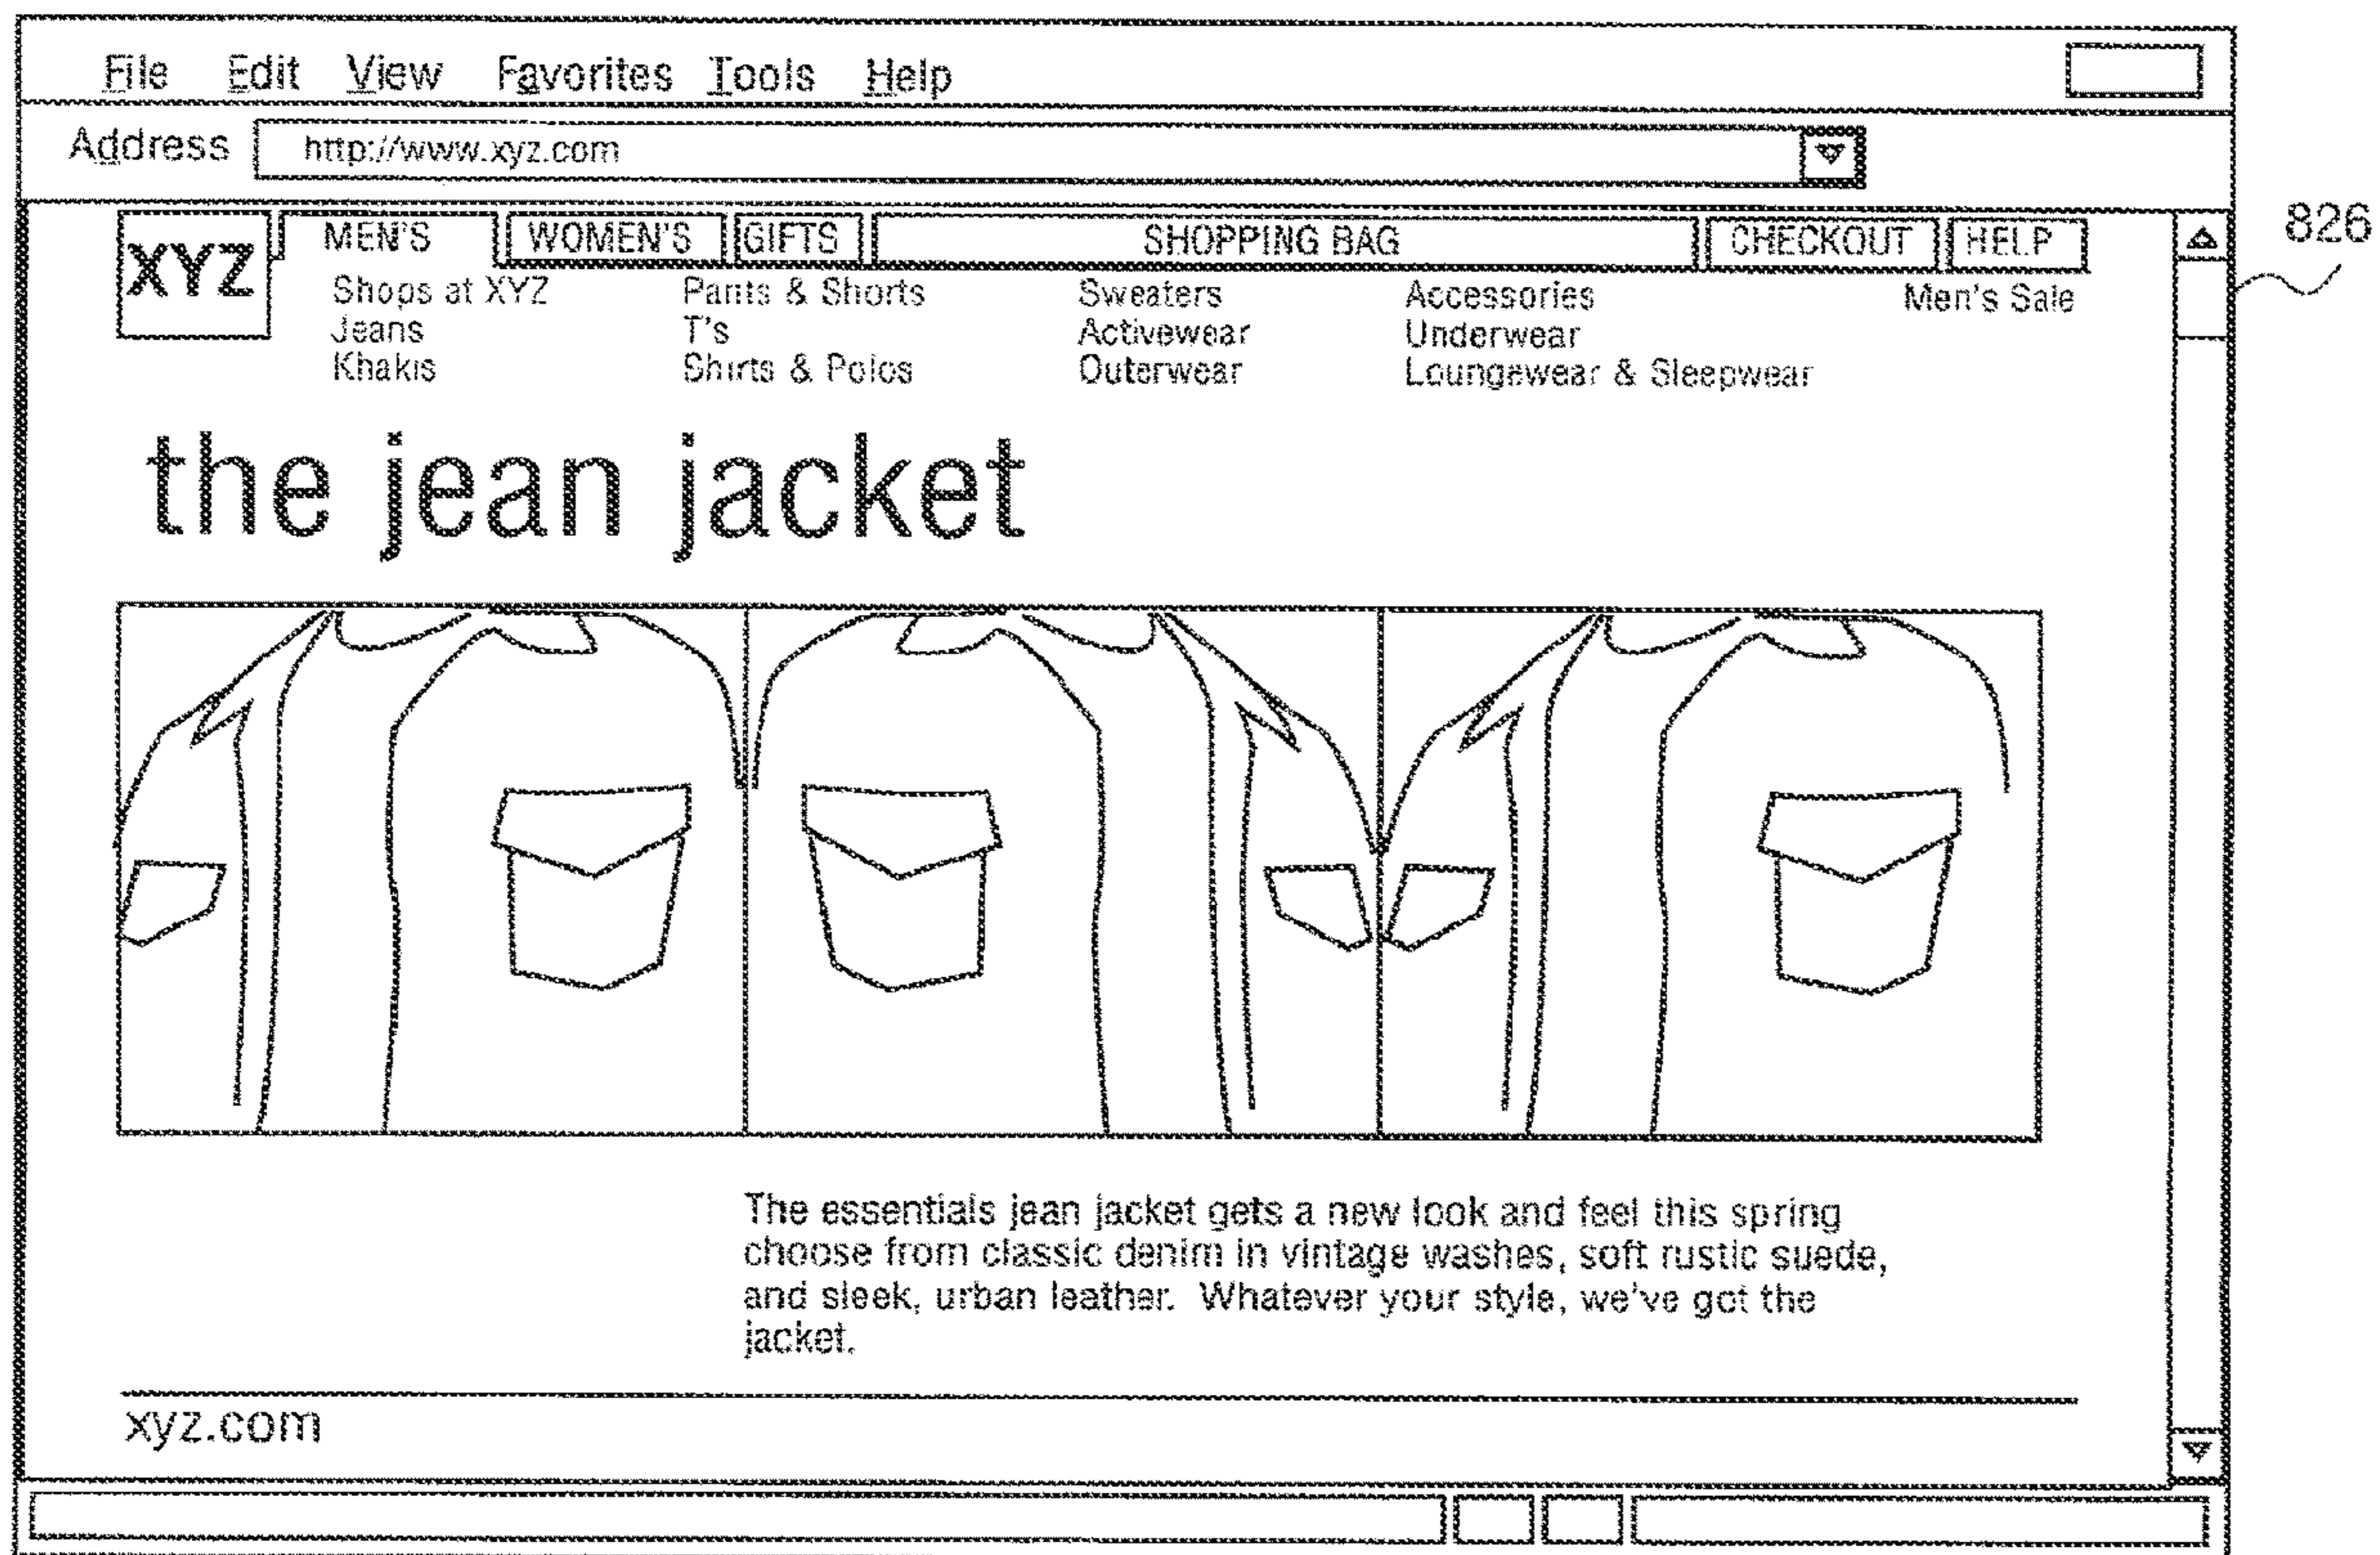 File Edit View Favorites Tools Help
Address http://www.xyz.com
826
XYZ MEN'S WOMEN'S GIFTS SHOPPING BAG CHECKOUT HELP
Shops at XYZ Pants & Shorts Sweaters Accessories Men's Sale
Jeans T's Activewear Underwear
Khakis Shirts & Polos Outerwear Loungewear & Sleepwear
the jean jacket
The essentials jean jacket gets a new look and feel this spring
choose from classic denim in vintage washes, soft rustic suede,
and sleek, urban leather. Whatever your style, we've got the
jacket.
xyz.com